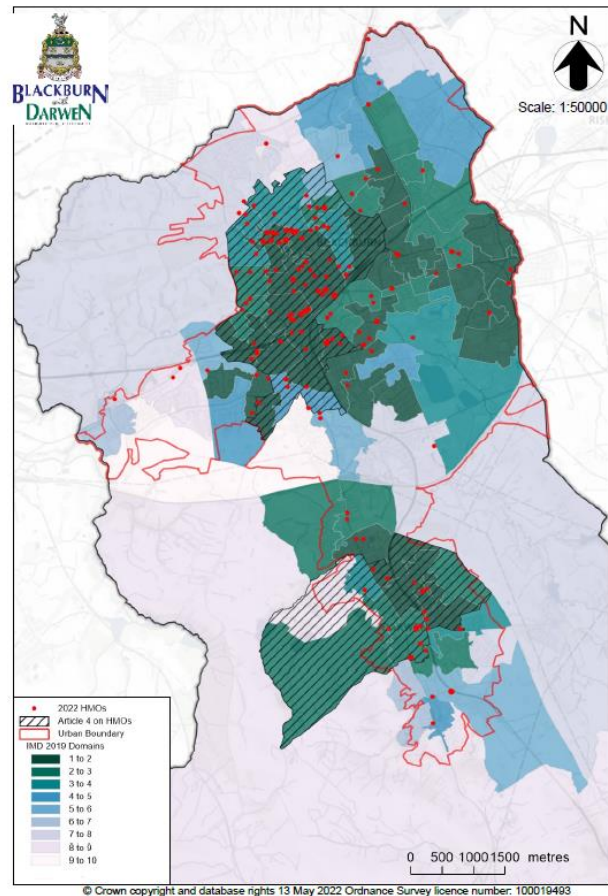 N
BLACKBURN
with
DARWEN
Scale: 1:50000
2022 HMOs
Article 4 on HMOs
Urban Boundary
IMD 2019 Domains
1 to 2
2 to 3
3 to 4
4 to 5
5 to 6
6 to 7
7 to 8
8 to 9
9 to 10
0 500 1000 1500 metres
© Crown copyright and database rights 13 May 2022 Ordnance Survey licence number: 100019493